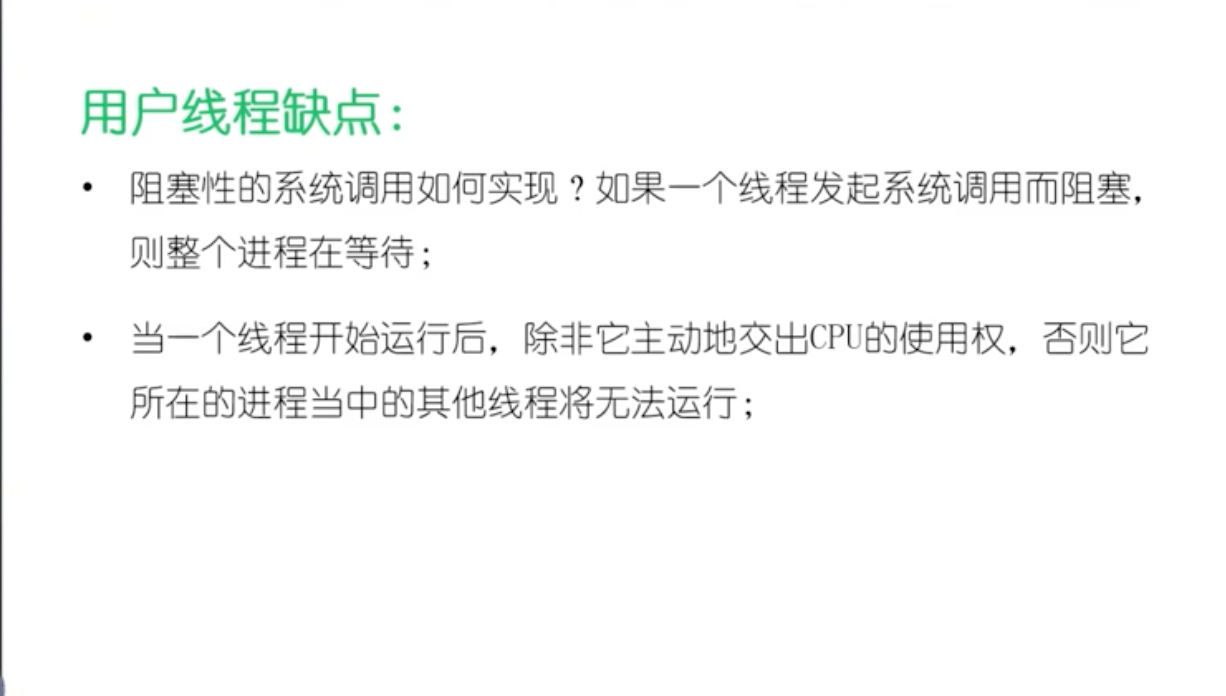 用户线程缺点:
• 阻塞性的系统调用如何实现?如果一个线程发起系统调用而阻塞,
则整个进程在等待;
• 当一个线程开始运行后,除非它主动地交出CPU的使用权,否则它
所在的进程当中的其他线程将无法运行;